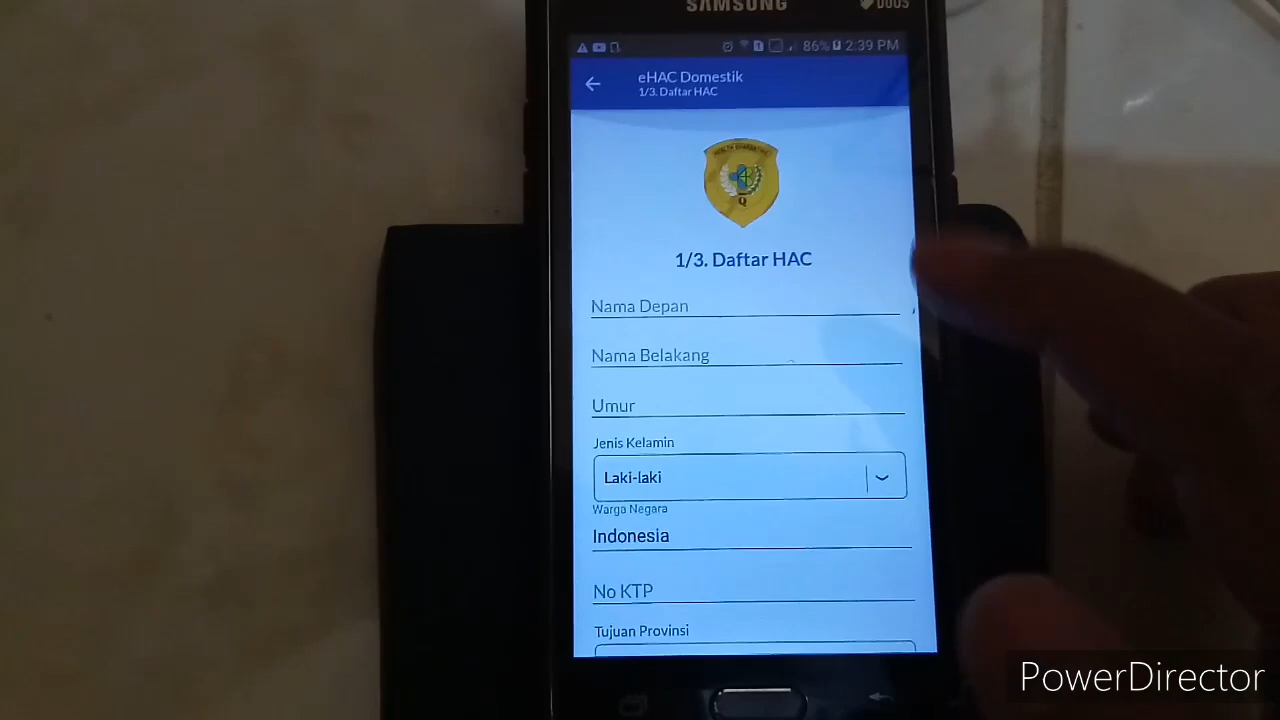 SAMSUNG
DUOS
86% 2:39 PM
eHAC Domestik
1/3. Daftar HAC
Q
1/3. Daftar HAC
Nama Depan
Nama Belakang
Umur
Jenis Kelamin
Laki-laki
Warga Negara
Indonesia
No KTP
Tujuan Provinsi
PowerDirector